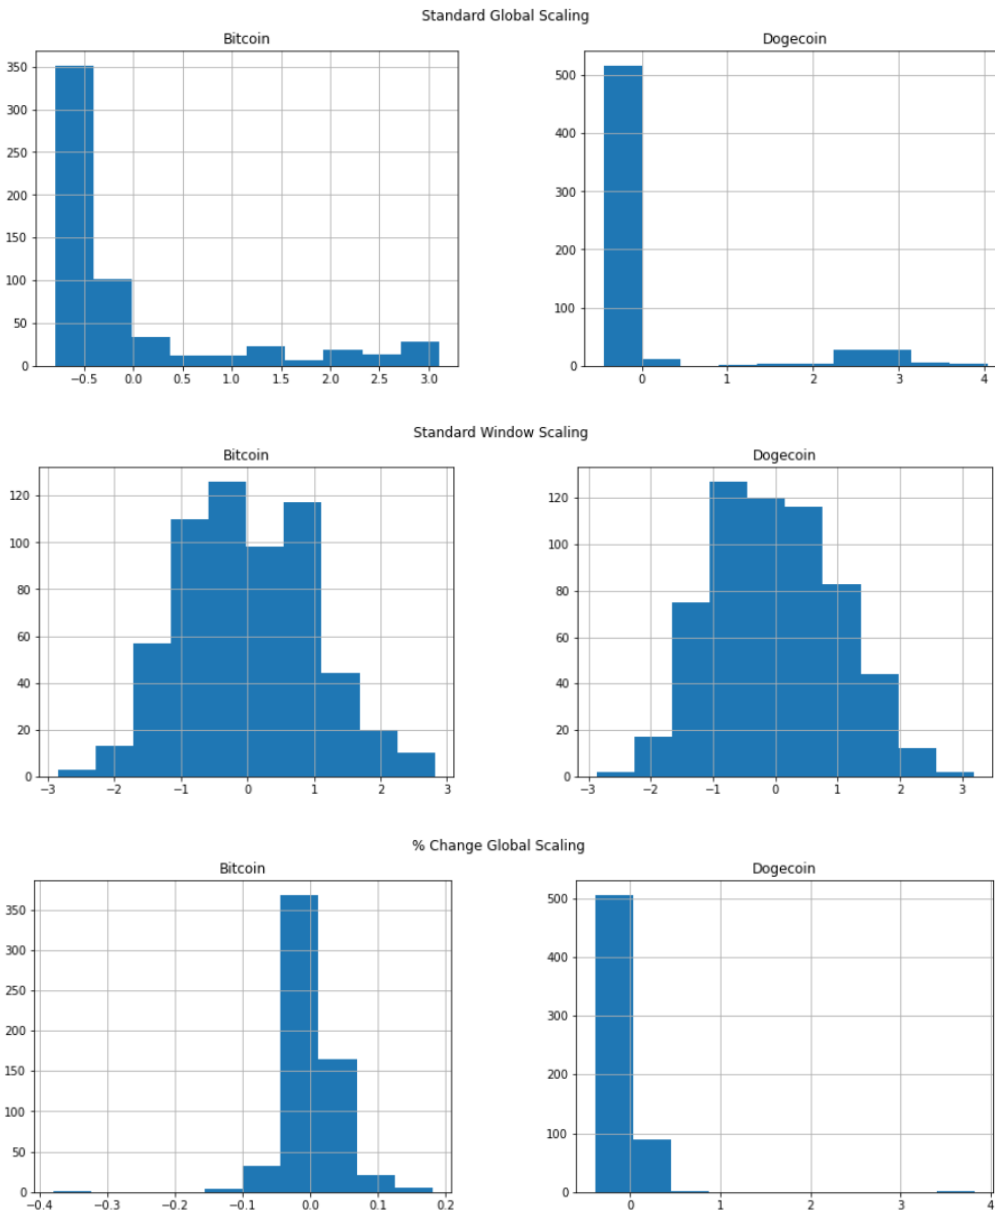 Standard Global Scaling
Bitcoin
Dogecoin
350
300
250
200
150
100
50
0
−0.5 0.0 0.5 1.0 1.5 2.0 2.5 3.0
500
400
300
200
100
0
0 1 2 3 4
Standard Window Scaling
Bitcoin
Dogecoin
120
100
80
60
40
20
0
−3 −2 −1 0 1 2 3
120
100
80
60
40
20
0
−3 −2 −1 0 1 2 3
% Change Global Scaling
Bitcoin
Dogecoin
350
300
250
200
150
100
50
0
−0.4 −0.3 −0.2 −0.1 0.0 0.1 0.2
500
400
300
200
100
0
0 1 2 3 4